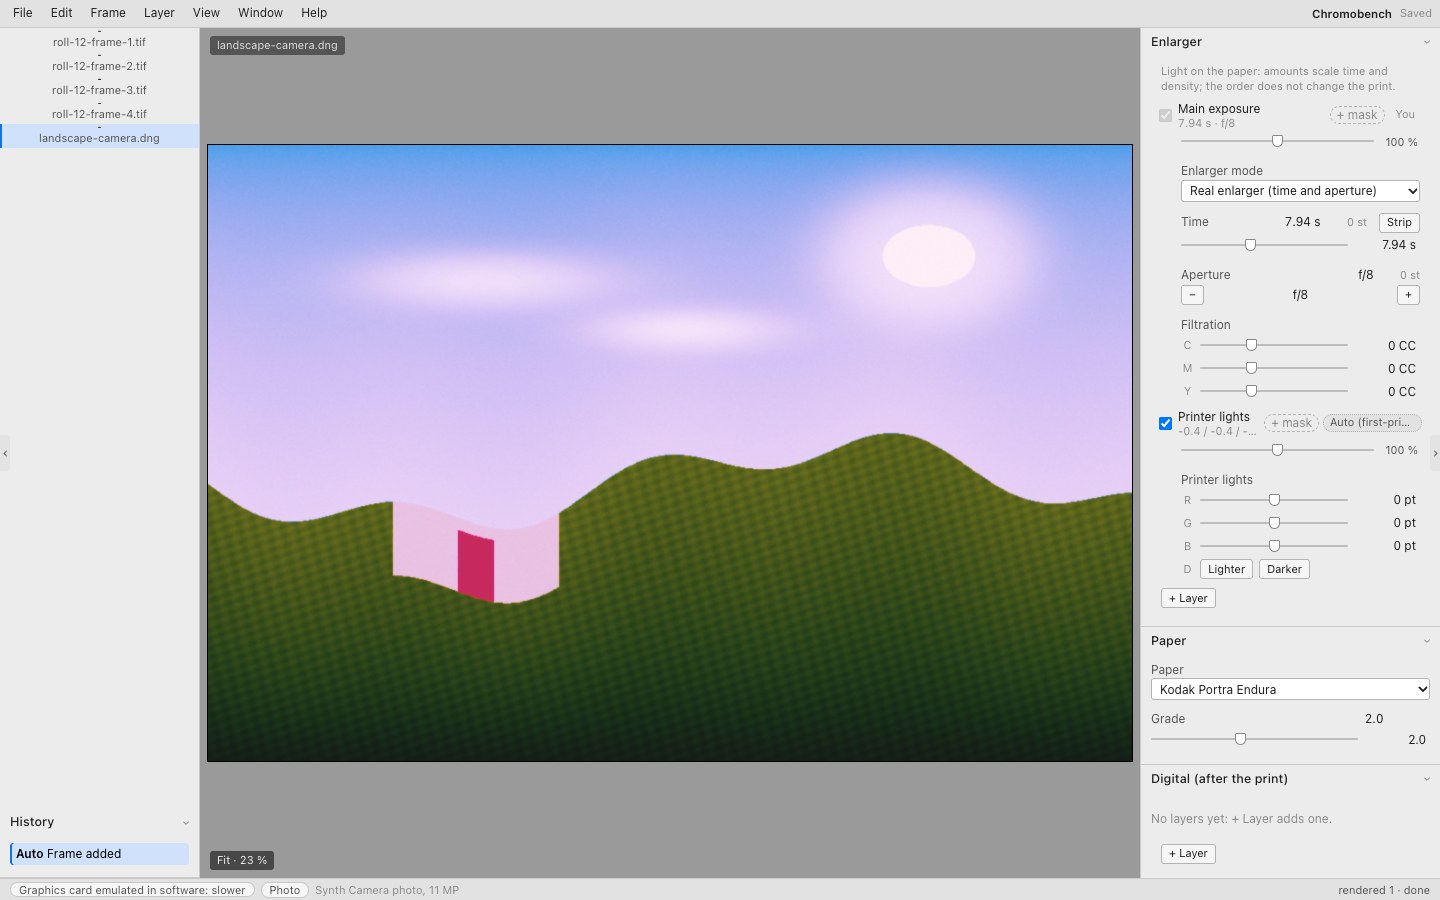 File Edit Frame Layer View Window Help
Chromobench Saved
roll-12-frame-1.tif
roll-12-frame-2.tif
roll-12-frame-3.tif
roll-12-frame-4.tif
landscape-camera.dng
History
Auto Frame added
landscape-camera.dng
Fit · 23 %
Enlarger
Light on the paper: amounts scale time and
density; the order does not change the print.
Main exposure + mask You
7.94 s · f/8
100 %
Enlarger mode
Real enlarger (time and aperture)
Time 7.94 s 0 st Strip
7.94 s
Aperture f/8 0 st
− f/8 +
Filtration
C 0 CC
M 0 CC
Y 0 CC
Printer lights + mask Auto (first-pri...
-0.4 / -0.4 / -...
100 %
Printer lights
R 0 pt
G 0 pt
B 0 pt
D Lighter Darker
+ Layer
Paper
Paper
Kodak Portra Endura
Grade 2.0
2.0
Digital (after the print)
No layers yet: + Layer adds one.
+ Layer
Graphics card emulated in software: slower Photo Synth Camera photo, 11 MP rendered 1 · done